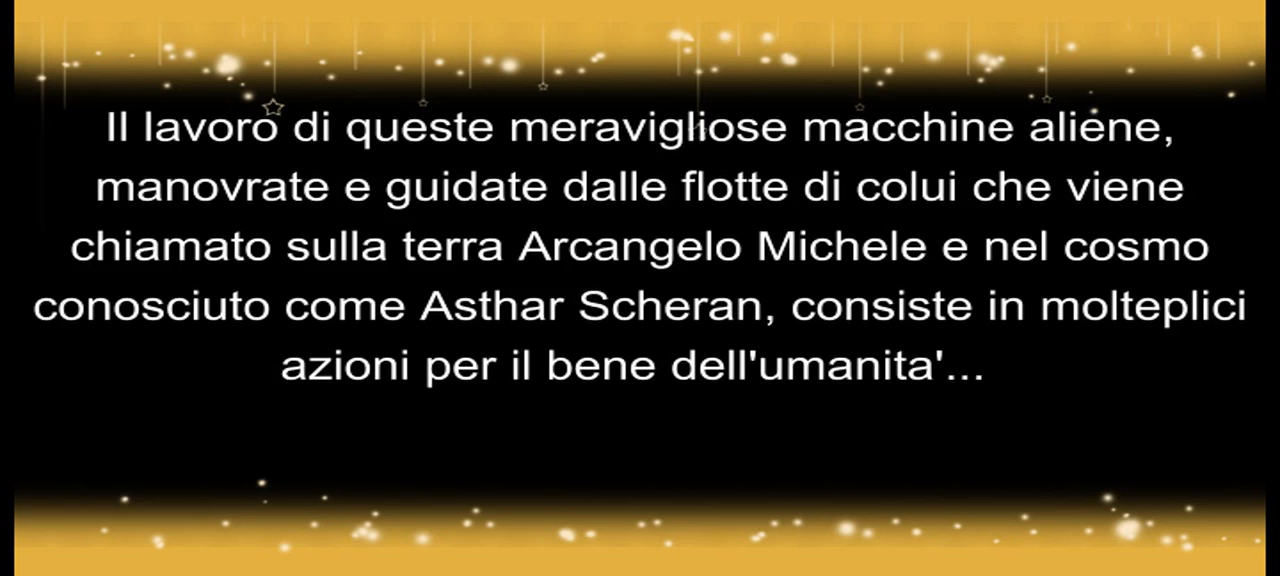 Il lavoro di queste meravigliose macchine aliene,
manovrate e guidate dalle flotte di colui che viene
chiamato sulla terra Arcangelo Michele e nel cosmo
conosciuto come Asthar Scheran, consiste in molteplici
azioni per il bene dell'umanita'...